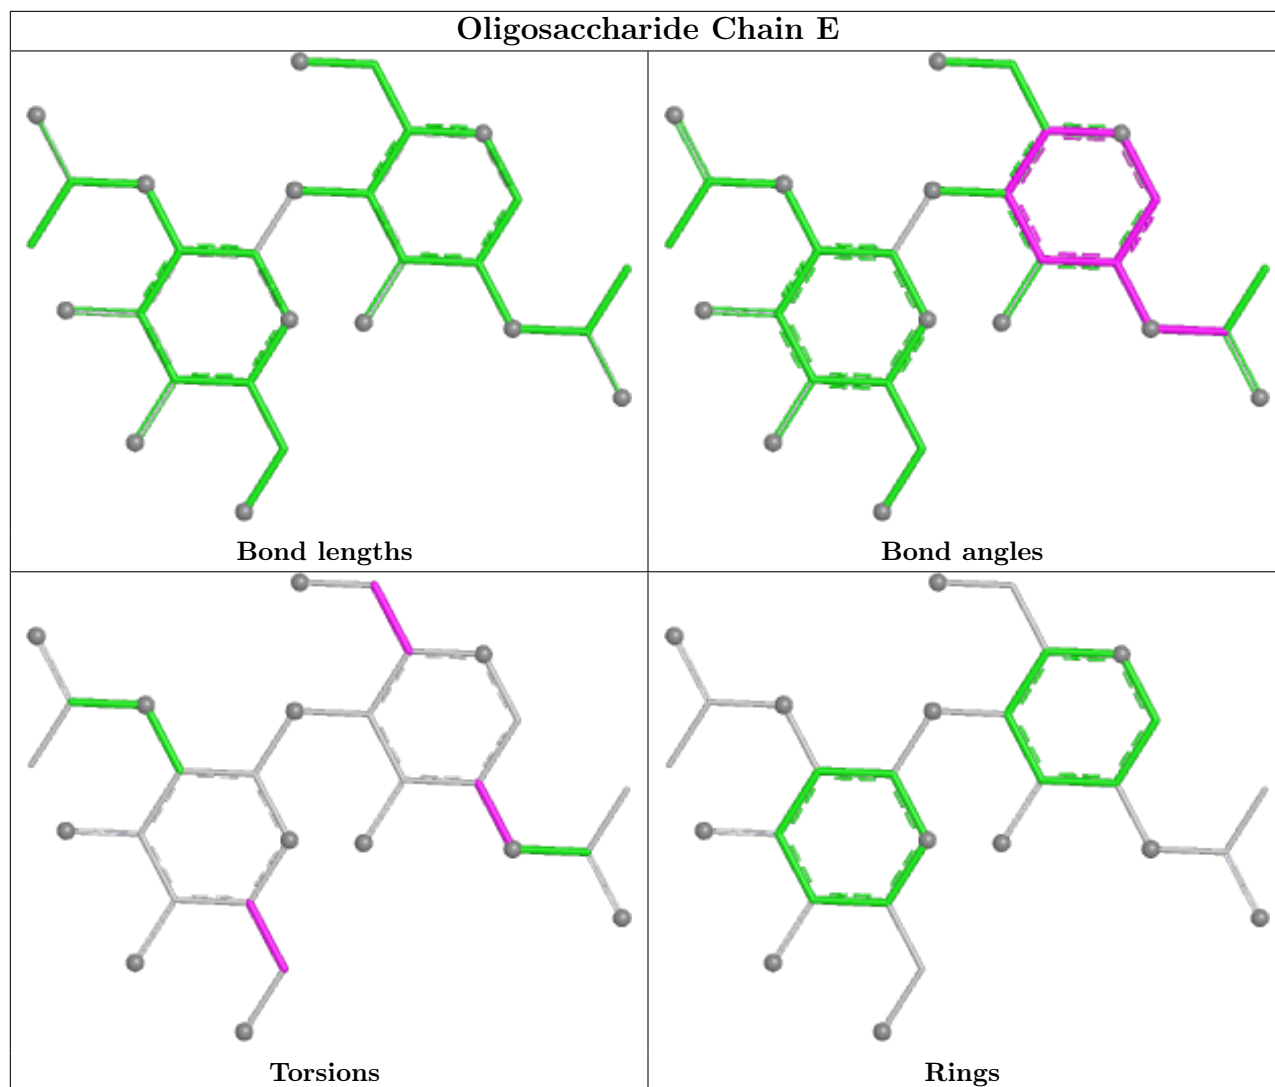 Oligosaccharide Chain E
Bond lengths
Bond angles
Torsions
Rings